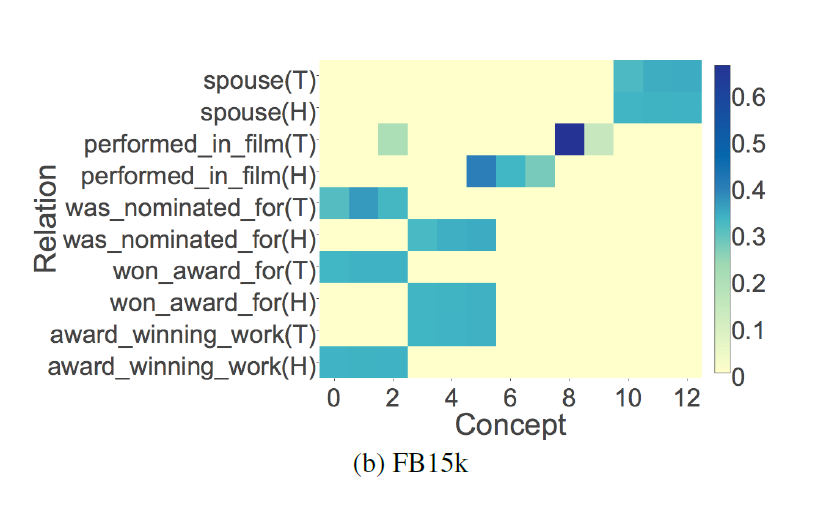 spouse(T)
spouse(H)
performed_in_film(T)
performed_in_film(H)
was_nominated_for(T)
was_nominated_for(H)
won_award_for(T)
won_award_for(H)
award_winning_work(T)
award_winning_work(H)
Relation
0 2 4 6 8 10 12
Concept
0.6
0.5
0.4
0.3
0.2
0.1
0
(b) FB15k